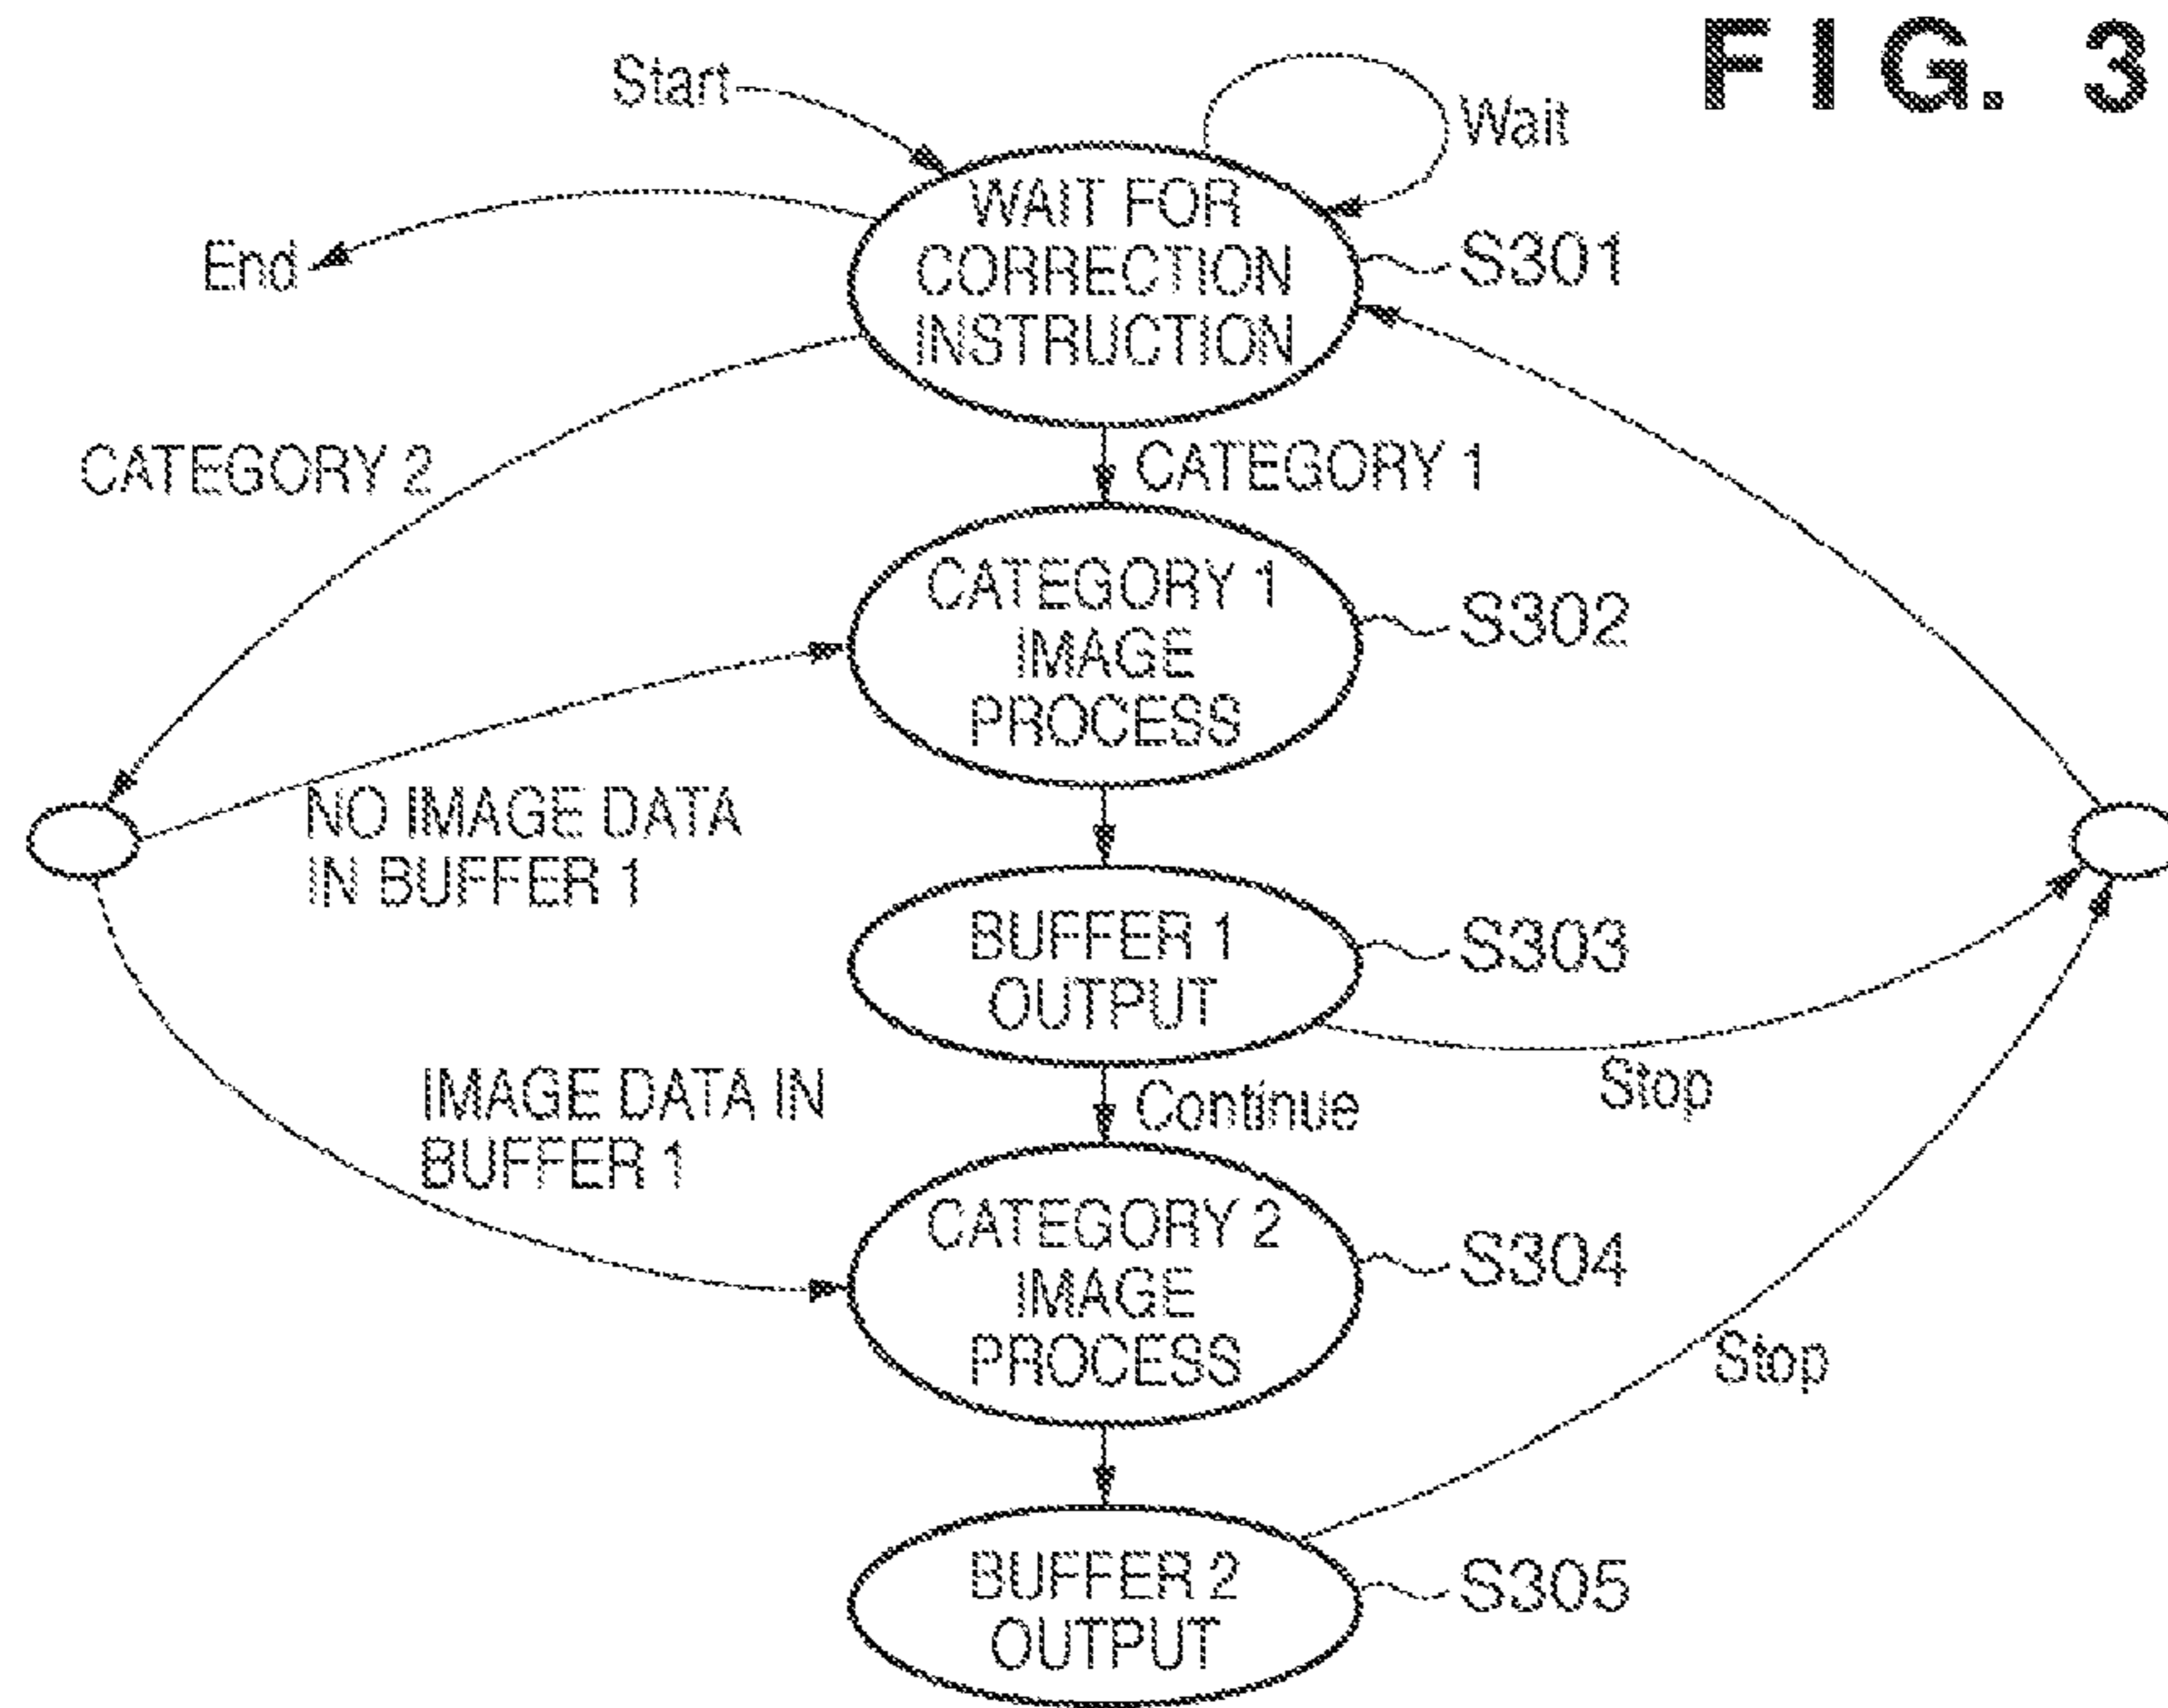 FIG. 3
Start
Wait
WAIT FOR
CORRECTION
INSTRUCTION
S301
End
CATEGORY 2
CATEGORY 1
CATEGORY 1
IMAGE
PROCESS
S302
NO IMAGE DATA
IN BUFFER 1
BUFFER 1
OUTPUT
S303
Stop
IMAGE DATA IN
BUFFER 1
Continue
CATEGORY 2
IMAGE
PROCESS
S304
Stop
BUFFER 2
OUTPUT
S305